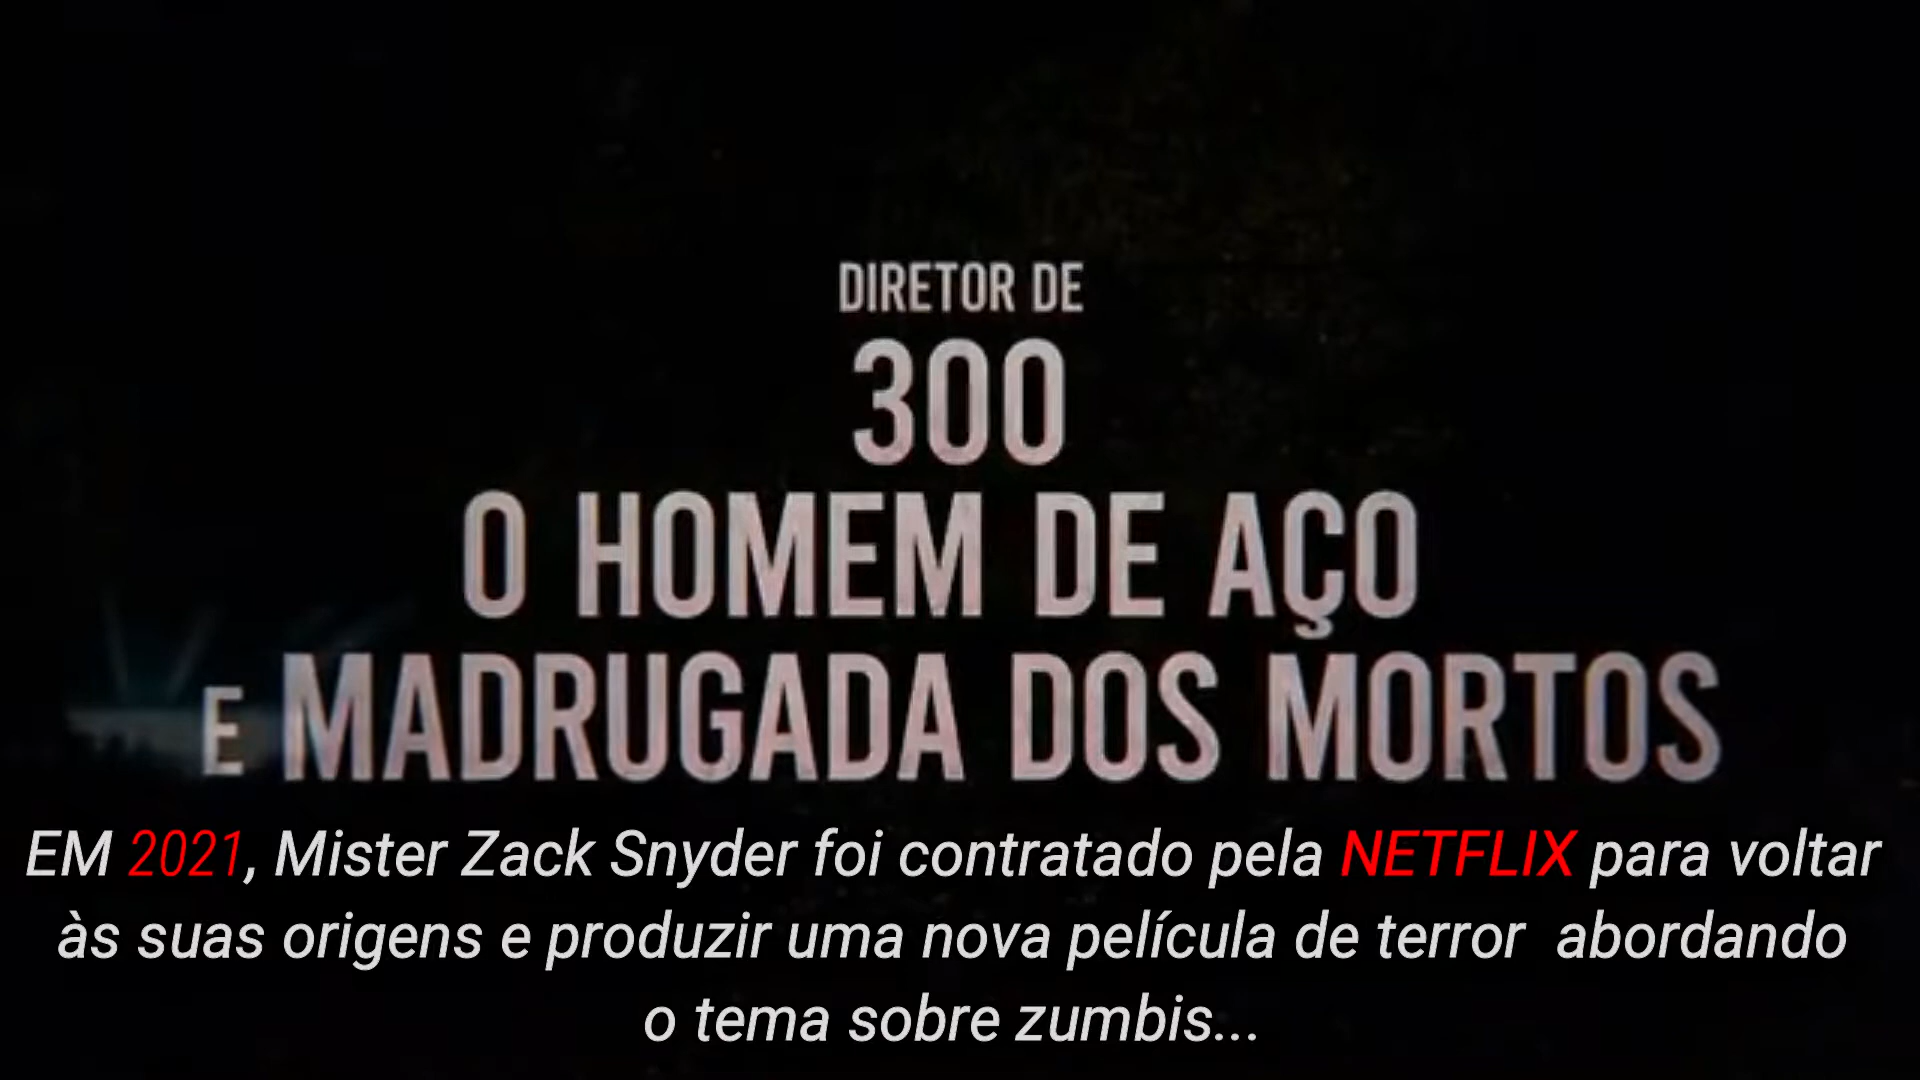 DIRETOR DE
300
O HOMEM DE AÇO
E MADRUGADA DOS MORTOS
EM 2021, Mister Zack Snyder foi contratado pela NETFLIX para voltar
às suas origens e produzir uma nova película de terror  abordando
o tema sobre zumbis...